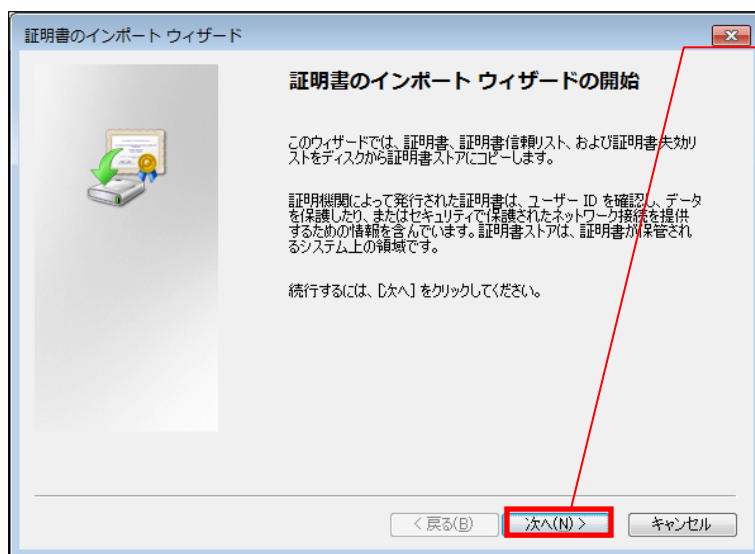 証明書のインポート ウィザード
証明書のインポート ウィザードの開始
このウィザードでは、証明書、証明書信頼リスト、および証明書失効リ
ストをディスクから証明書ストアにコピーします。
証明機関によって発行された証明書は、ユーザー ID を確認し、データ
を保護したり、またはセキュリティで保護されたネットワーク接続を提供
するための情報を含んでいます。証明書ストアは、証明書が保管され
るシステム上の領域です。
続行するには、[次へ] をクリックしてください。
< 戻る(B) 次へ(N) > キャンセル